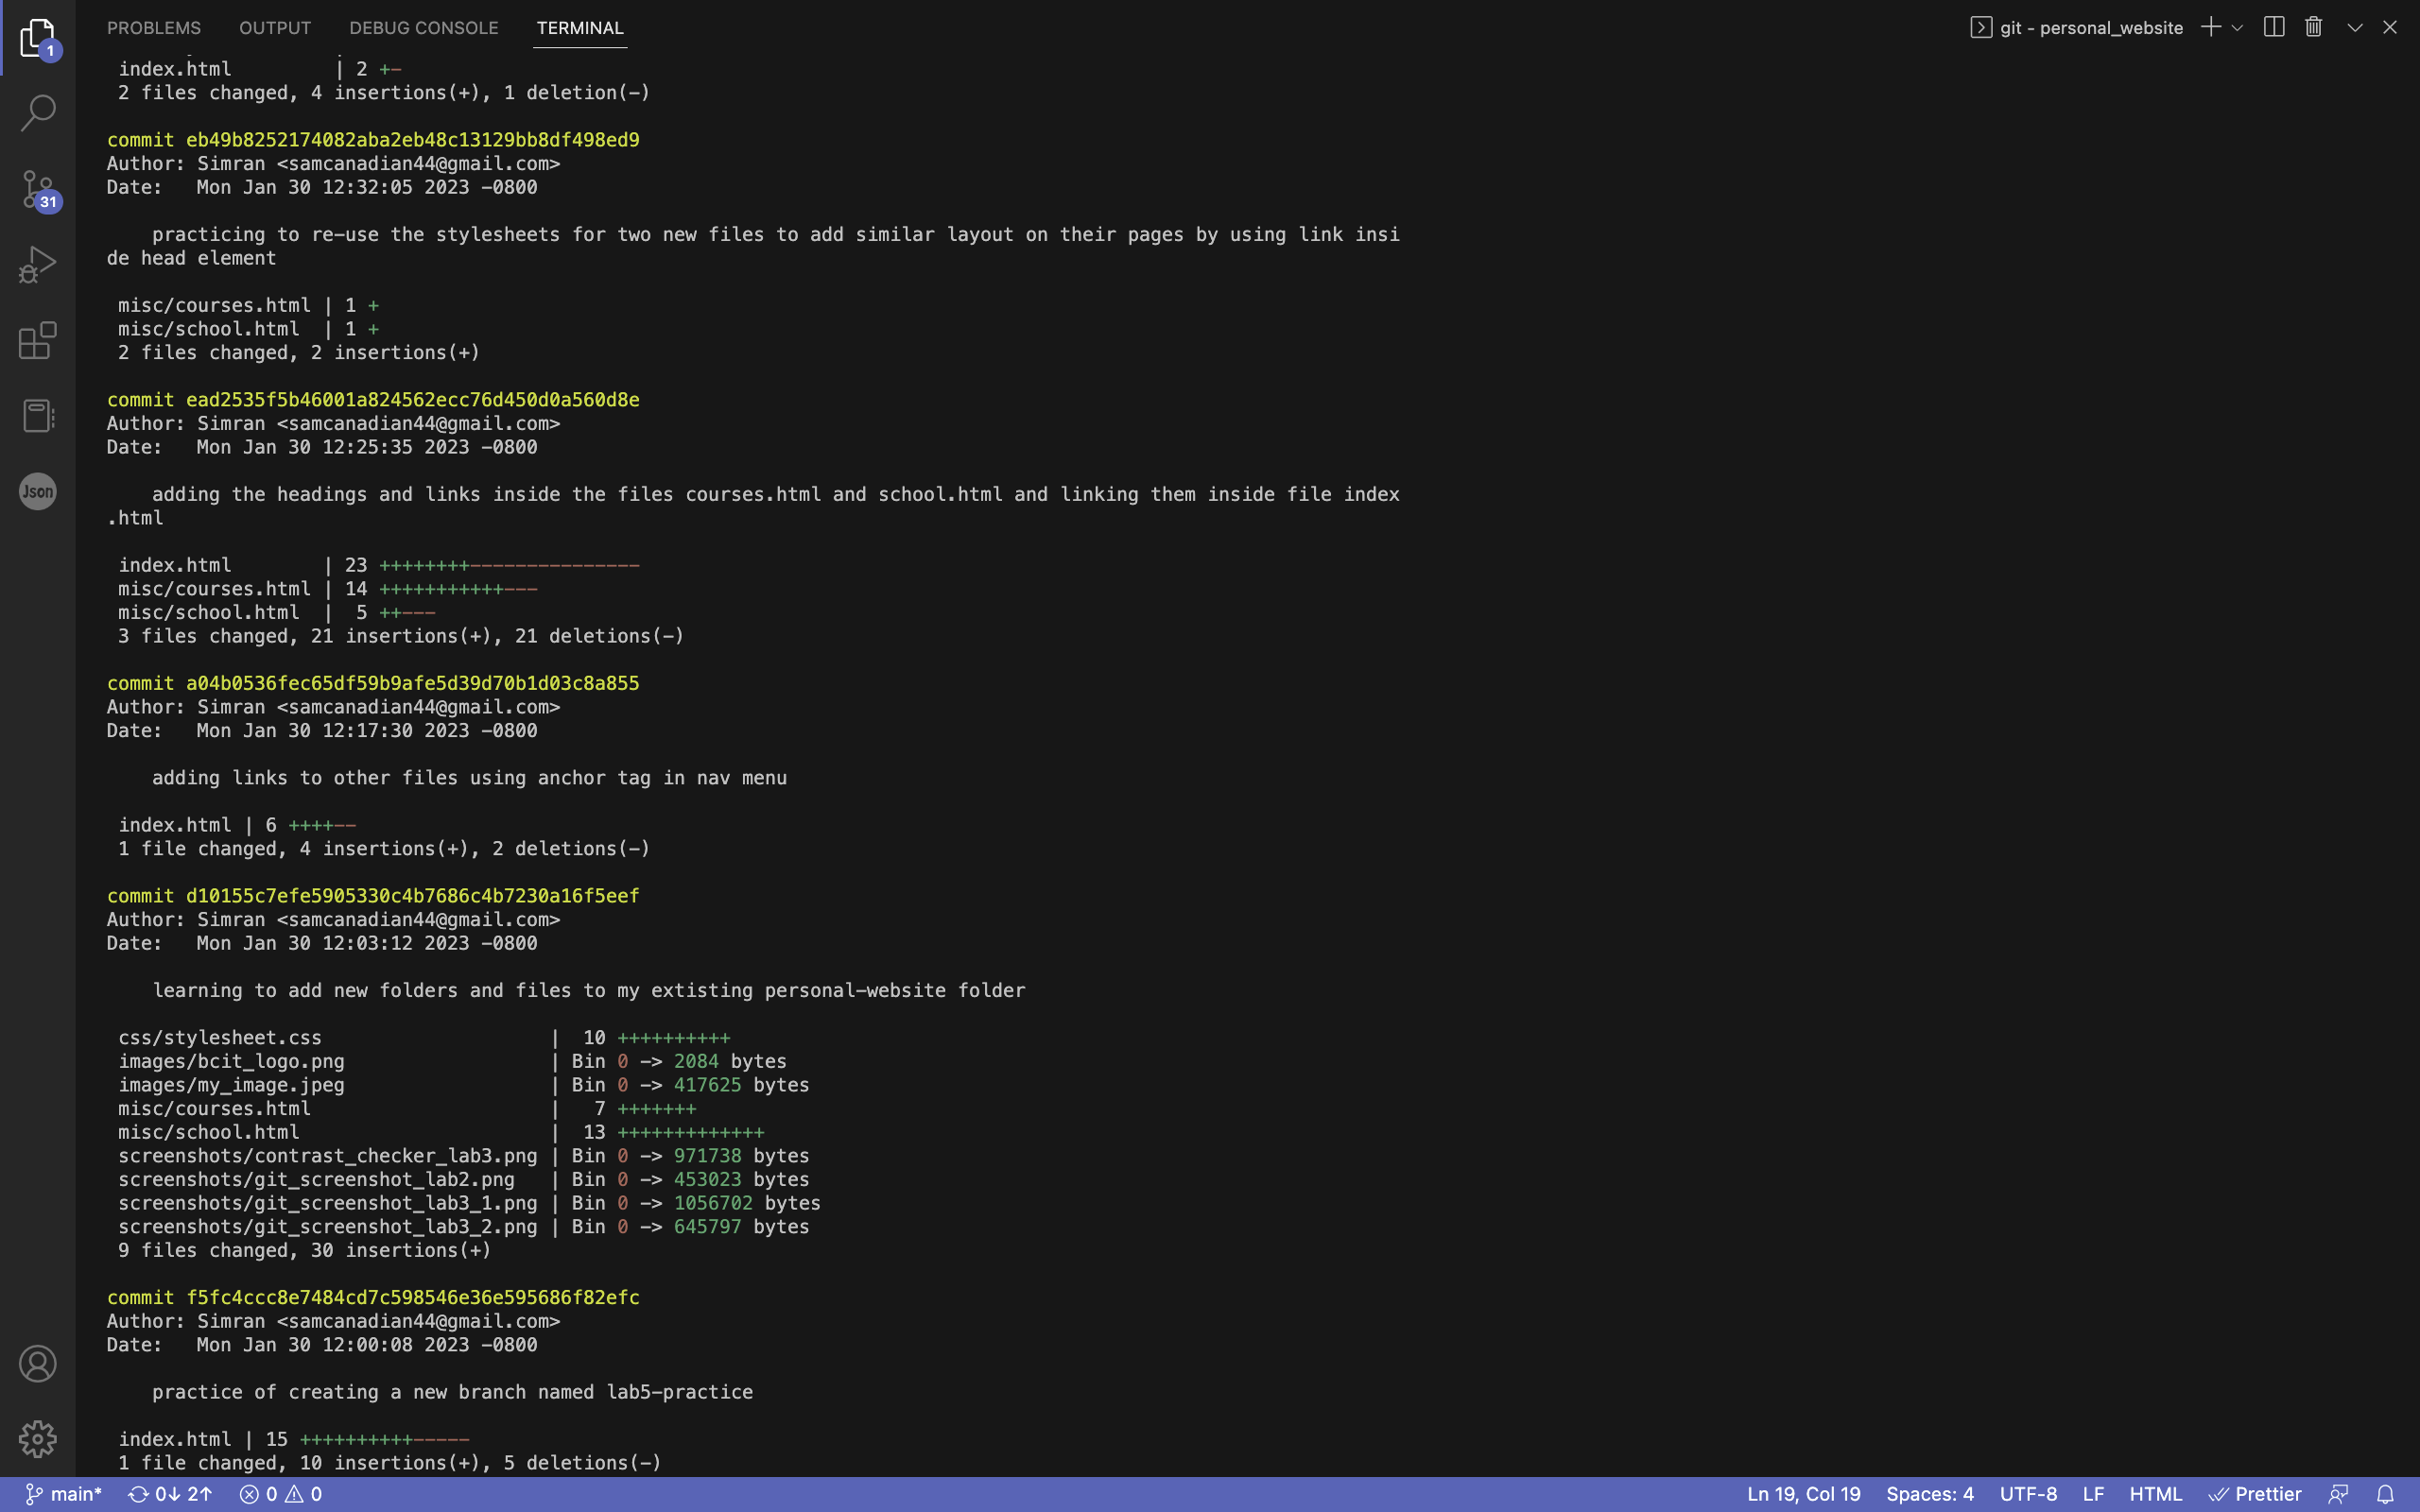 PROBLEMS OUTPUT DEBUG CONSOLE TERMINAL git - personal_website
1
index.html | 2 +-
2 files changed, 4 insertions(+), 1 deletion(-)
commit eb49b8252174082aba2eb48c13129bb8df498ed9
Author: Simran <samcanadian44@gmail.com>
Date: Mon Jan 30 12:32:05 2023 -0800
31
practicing to re-use the stylesheets for two new files to add similar layout on their pages by using link insi
de head element
misc/courses.html | 1 +
misc/school.html | 1 +
2 files changed, 2 insertions(+)
commit ead2535f5b46001a824562ecc76d450d0a560d8e
Author: Simran <samcanadian44@gmail.com>
Date: Mon Jan 30 12:25:35 2023 -0800
Json
adding the headings and links inside the files courses.html and school.html and linking them inside file index
.html
index.html | 23 ++++++++---------------
misc/courses.html | 14 +++++++++++---
misc/school.html | 5 ++---
3 files changed, 21 insertions(+), 21 deletions(-)
commit a04b0536fec65df59b9afe5d39d70b1d03c8a855
Author: Simran <samcanadian44@gmail.com>
Date: Mon Jan 30 12:17:30 2023 -0800
adding links to other files using anchor tag in nav menu
index.html | 6 ++++--
1 file changed, 4 insertions(+), 2 deletions(-)
commit d10155c7efe5905330c4b7686c4b7230a16f5eef
Author: Simran <samcanadian44@gmail.com>
Date: Mon Jan 30 12:03:12 2023 -0800
learning to add new folders and files to my extisting personal-website folder
css/stylesheet.css | 10 ++++++++++
images/bcit_logo.png | Bin 0 -> 2084 bytes
images/my_image.jpeg | Bin 0 -> 417625 bytes
misc/courses.html | 7 +++++++
misc/school.html | 13 +++++++++++++
screenshots/contrast_checker_lab3.png | Bin 0 -> 971738 bytes
screenshots/git_screenshot_lab2.png | Bin 0 -> 453023 bytes
screenshots/git_screenshot_lab3_1.png | Bin 0 -> 1056702 bytes
screenshots/git_screenshot_lab3_2.png | Bin 0 -> 645797 bytes
9 files changed, 30 insertions(+)
commit f5fc4ccc8e7484cd7c598546e36e595686f82efc
Author: Simran <samcanadian44@gmail.com>
Date: Mon Jan 30 12:00:08 2023 -0800
practice of creating a new branch named lab5-practice
index.html | 15 ++++++++++-----
1 file changed, 10 insertions(+), 5 deletions(-)
main* 0↓ 2↑ 0 0 Ln 19, Col 19 Spaces: 4 UTF-8 LF HTML Prettier